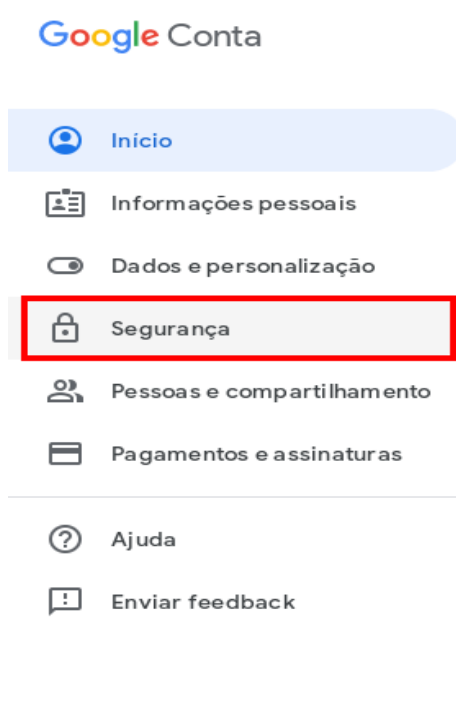 Google Conta
Início
Informações pessoais
Dados e personalização
Segurança
Pessoas e compartilhamento
Pagamentos e assinaturas
Ajuda
Enviar feedback